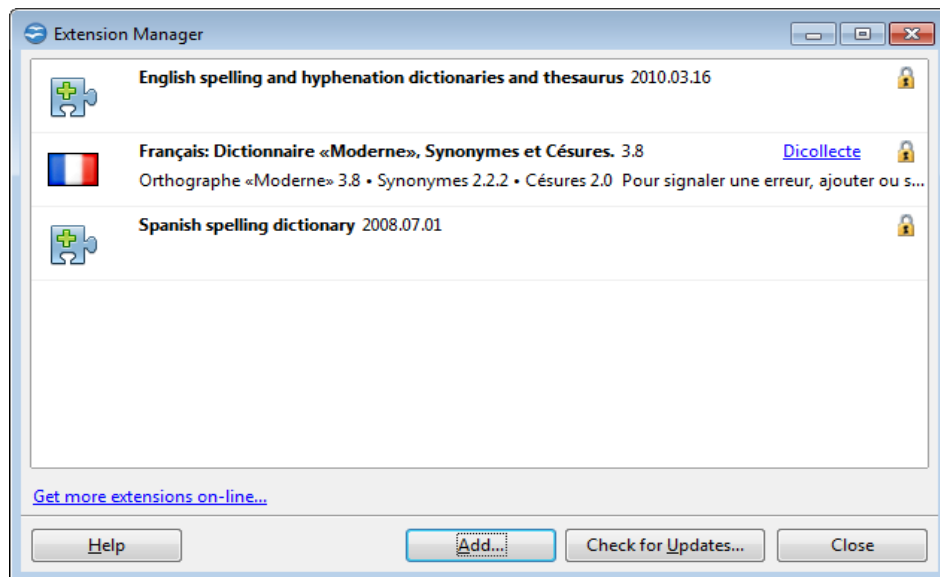 Extension Manager
English spelling and hyphenation dictionaries and thesaurus 2010.03.16
Français: Dictionnaire «Moderne», Synonymes et Césures. 3.8 Dicollecte
Orthographe «Moderne» 3.8 • Synonymes 2.2.2 • Césures 2.0 Pour signaler une erreur, ajouter ou s...
Spanish spelling dictionary 2008.07.01
Get more extensions on-line...
Help Add... Check for Updates... Close